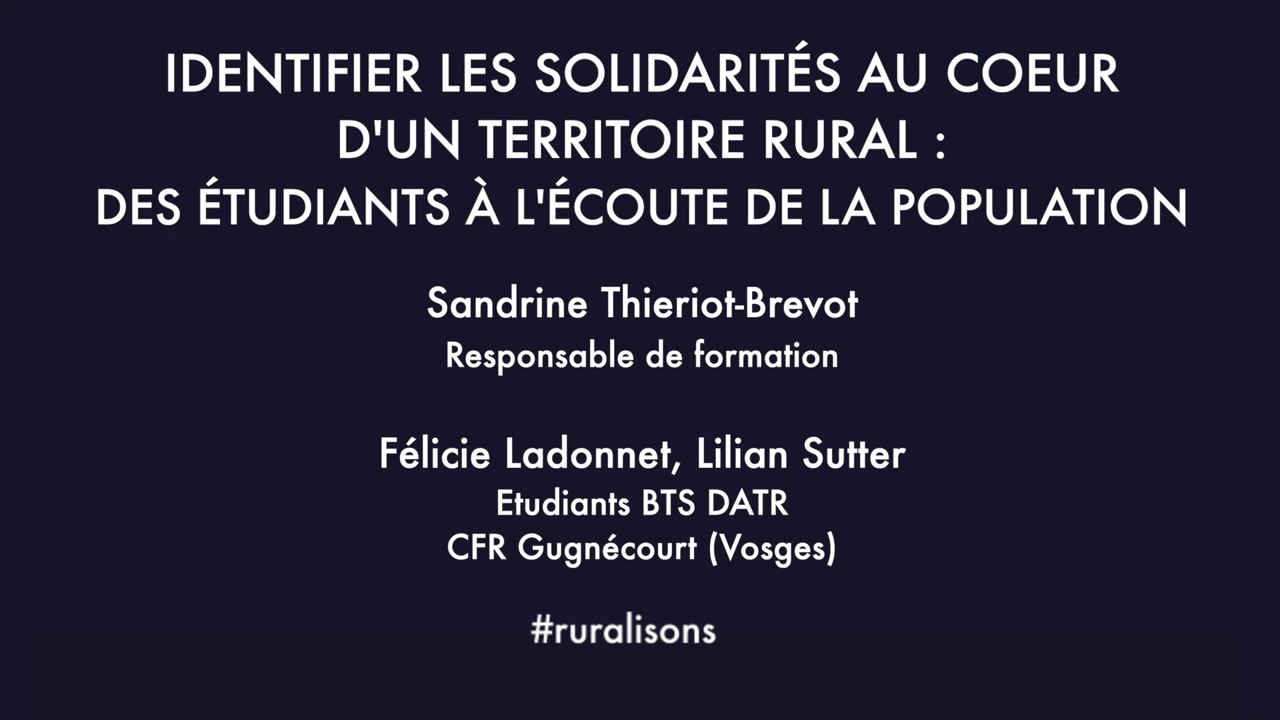 IDENTIFIER LES SOLIDARITÉS AU COEUR
D'UN TERRITOIRE RURAL :
DES ÉTUDIANTS À L'ÉCOUTE DE LA POPULATION
Sandrine Thieriot-Brevot
Responsable de formation
Félicie Ladonnet, Lilian Sutter
Etudiants BTS DATR
CFR Gugnécourt (Vosges)
#ruralisons